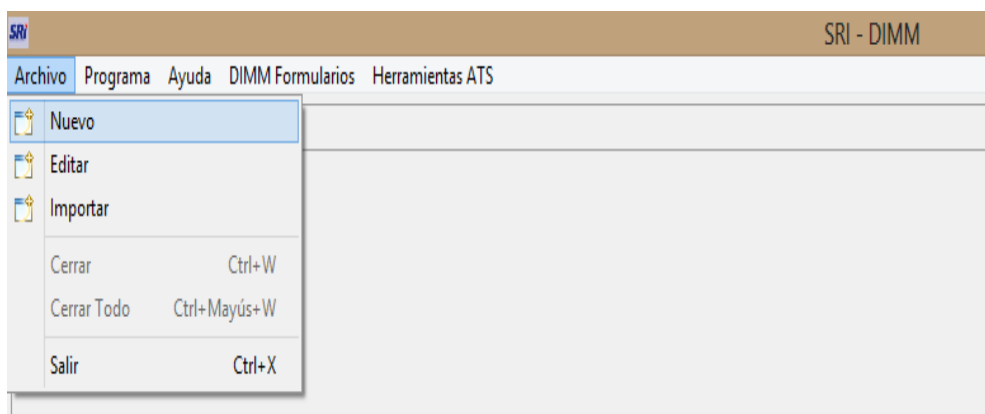 SRi SRI - DIMM
Archivo Programa Ayuda DIMM Formularios Herramientas ATS
Nuevo
Editar
Importar
Cerrar Ctrl+W
Cerrar Todo Ctrl+Mayús+W
Salir Ctrl+X